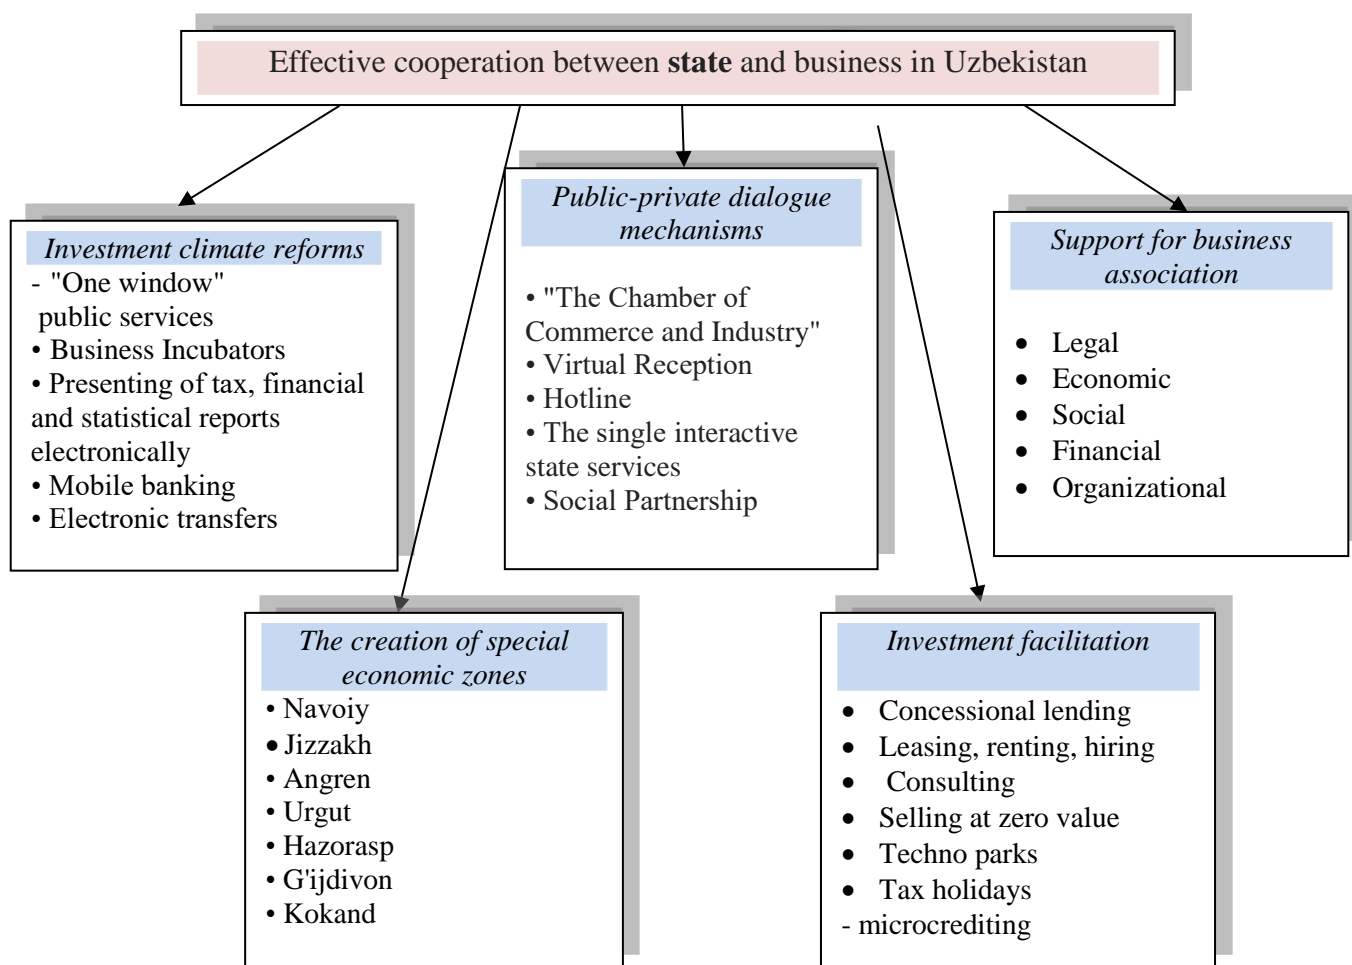 Effective cooperation between state and business in Uzbekistan
Investment climate reforms
- "One window"
public services
• Business Incubators
• Presenting of tax, financial
and statistical reports
electronically
• Mobile banking
• Electronic transfers
Public-private dialogue
mechanisms
• "The Chamber of
Commerce and Industry"
• Virtual Reception
• Hotline
• The single interactive
state services
• Social Partnership
Support for business
association
• Legal
• Economic
• Social
• Financial
• Organizational
The creation of special
economic zones
• Navoiy
• Jizzakh
• Angren
• Urgut
• Hazorasp
• G'ijdivon
• Kokand
Investment facilitation
• Concessional lending
• Leasing, renting, hiring
• Consulting
• Selling at zero value
• Techno parks
• Tax holidays
- microcrediting